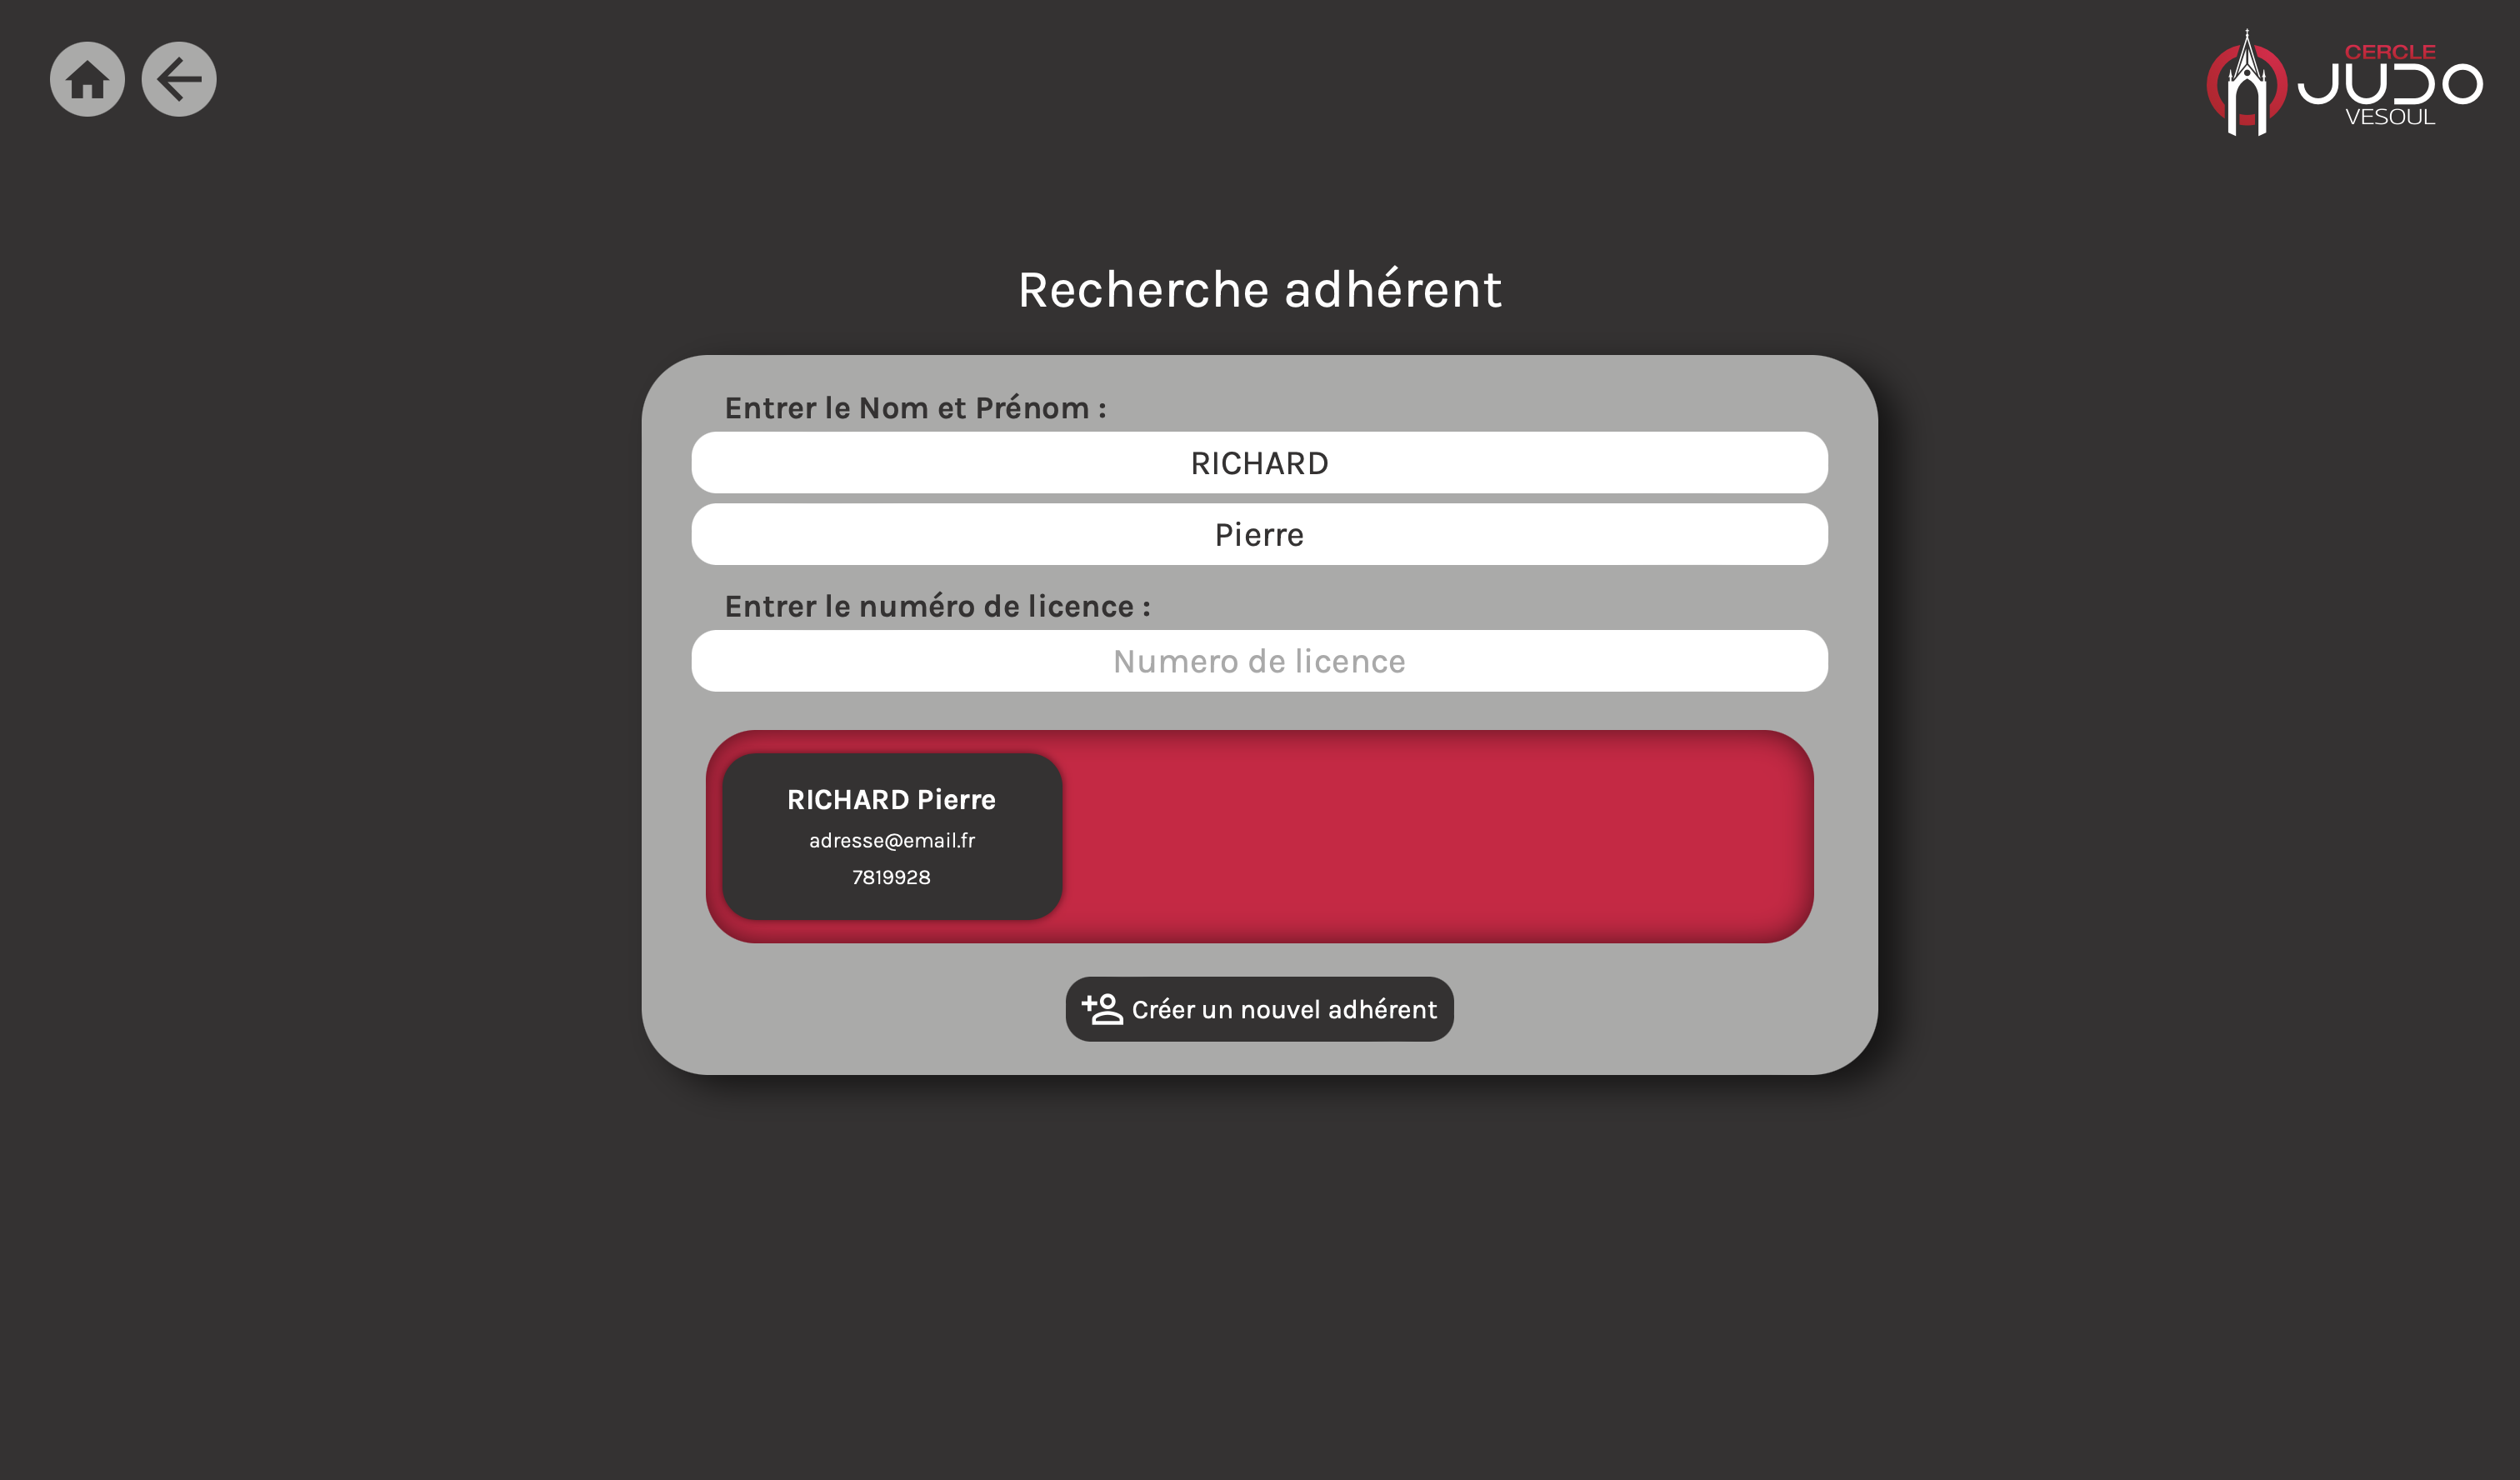 CERCLE
JUDO
VESOUL
Recherche adhérent
Entrer le Nom et Prénom :
RICHARD
Pierre
Entrer le numéro de licence :
Numero de licence
RICHARD Pierre
adresse@email.fr
7819928
Créer un nouvel adhérent